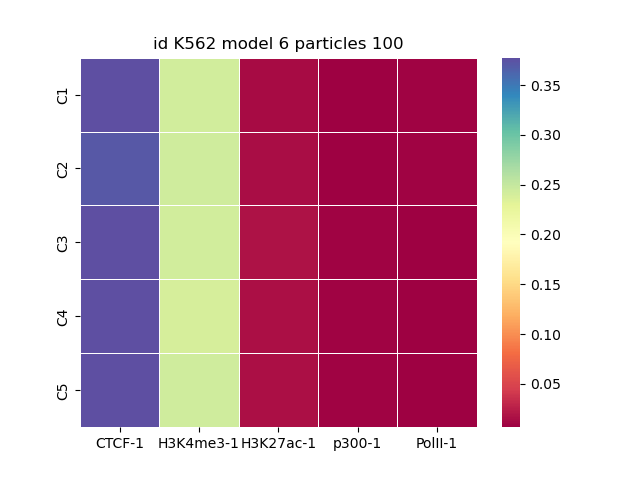 id K562 model 6 particles 100
C1
C2
C3
C4
C5
CTCF-1 H3K4me3-1 H3K27ac-1 p300-1 PolII-1
0.35
0.30
0.25
0.20
0.15
0.10
0.05